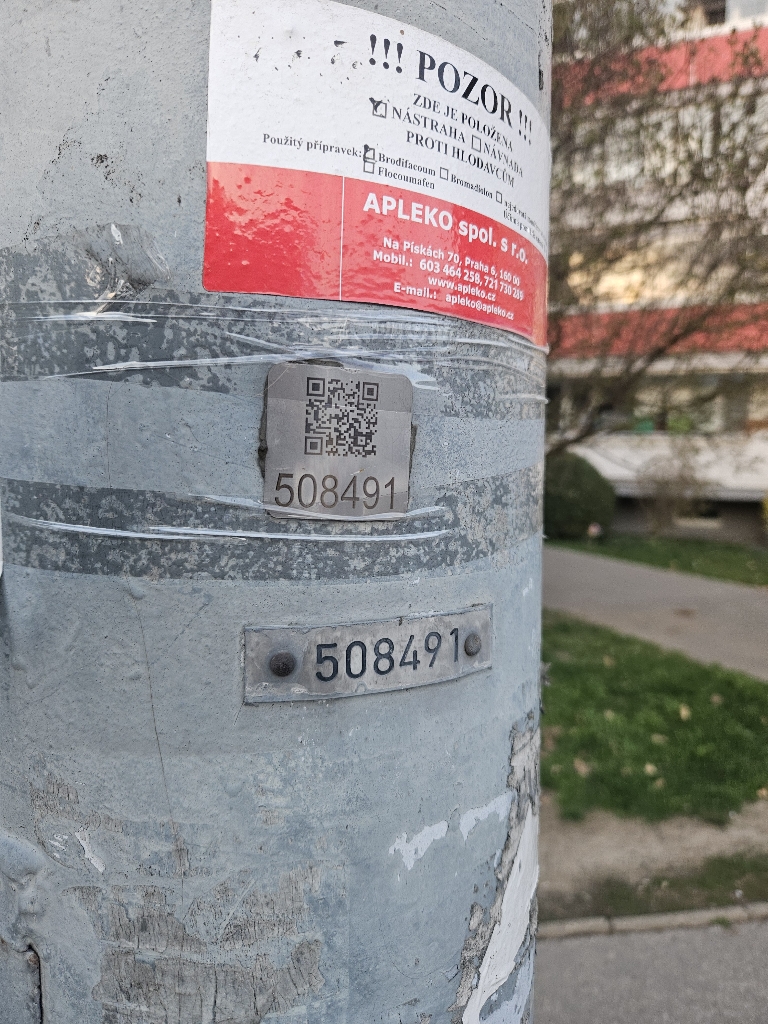 !!! POZOR !!!
ZDE JE POLOŽENA
NÁSTRAHA NÁVNADA
PROTI HLODAVCŮM
Použitý přípravek: Brodifacoum Bromadiolon
Flocoumafen
APLEKO spol. s r.o.
Na Pískách 70, Praha 6, 160 00
Mobil.: 603 464 258, 721 730 289
www.apleko.cz
E-mail.: apleko@apleko.cz
508491
508491